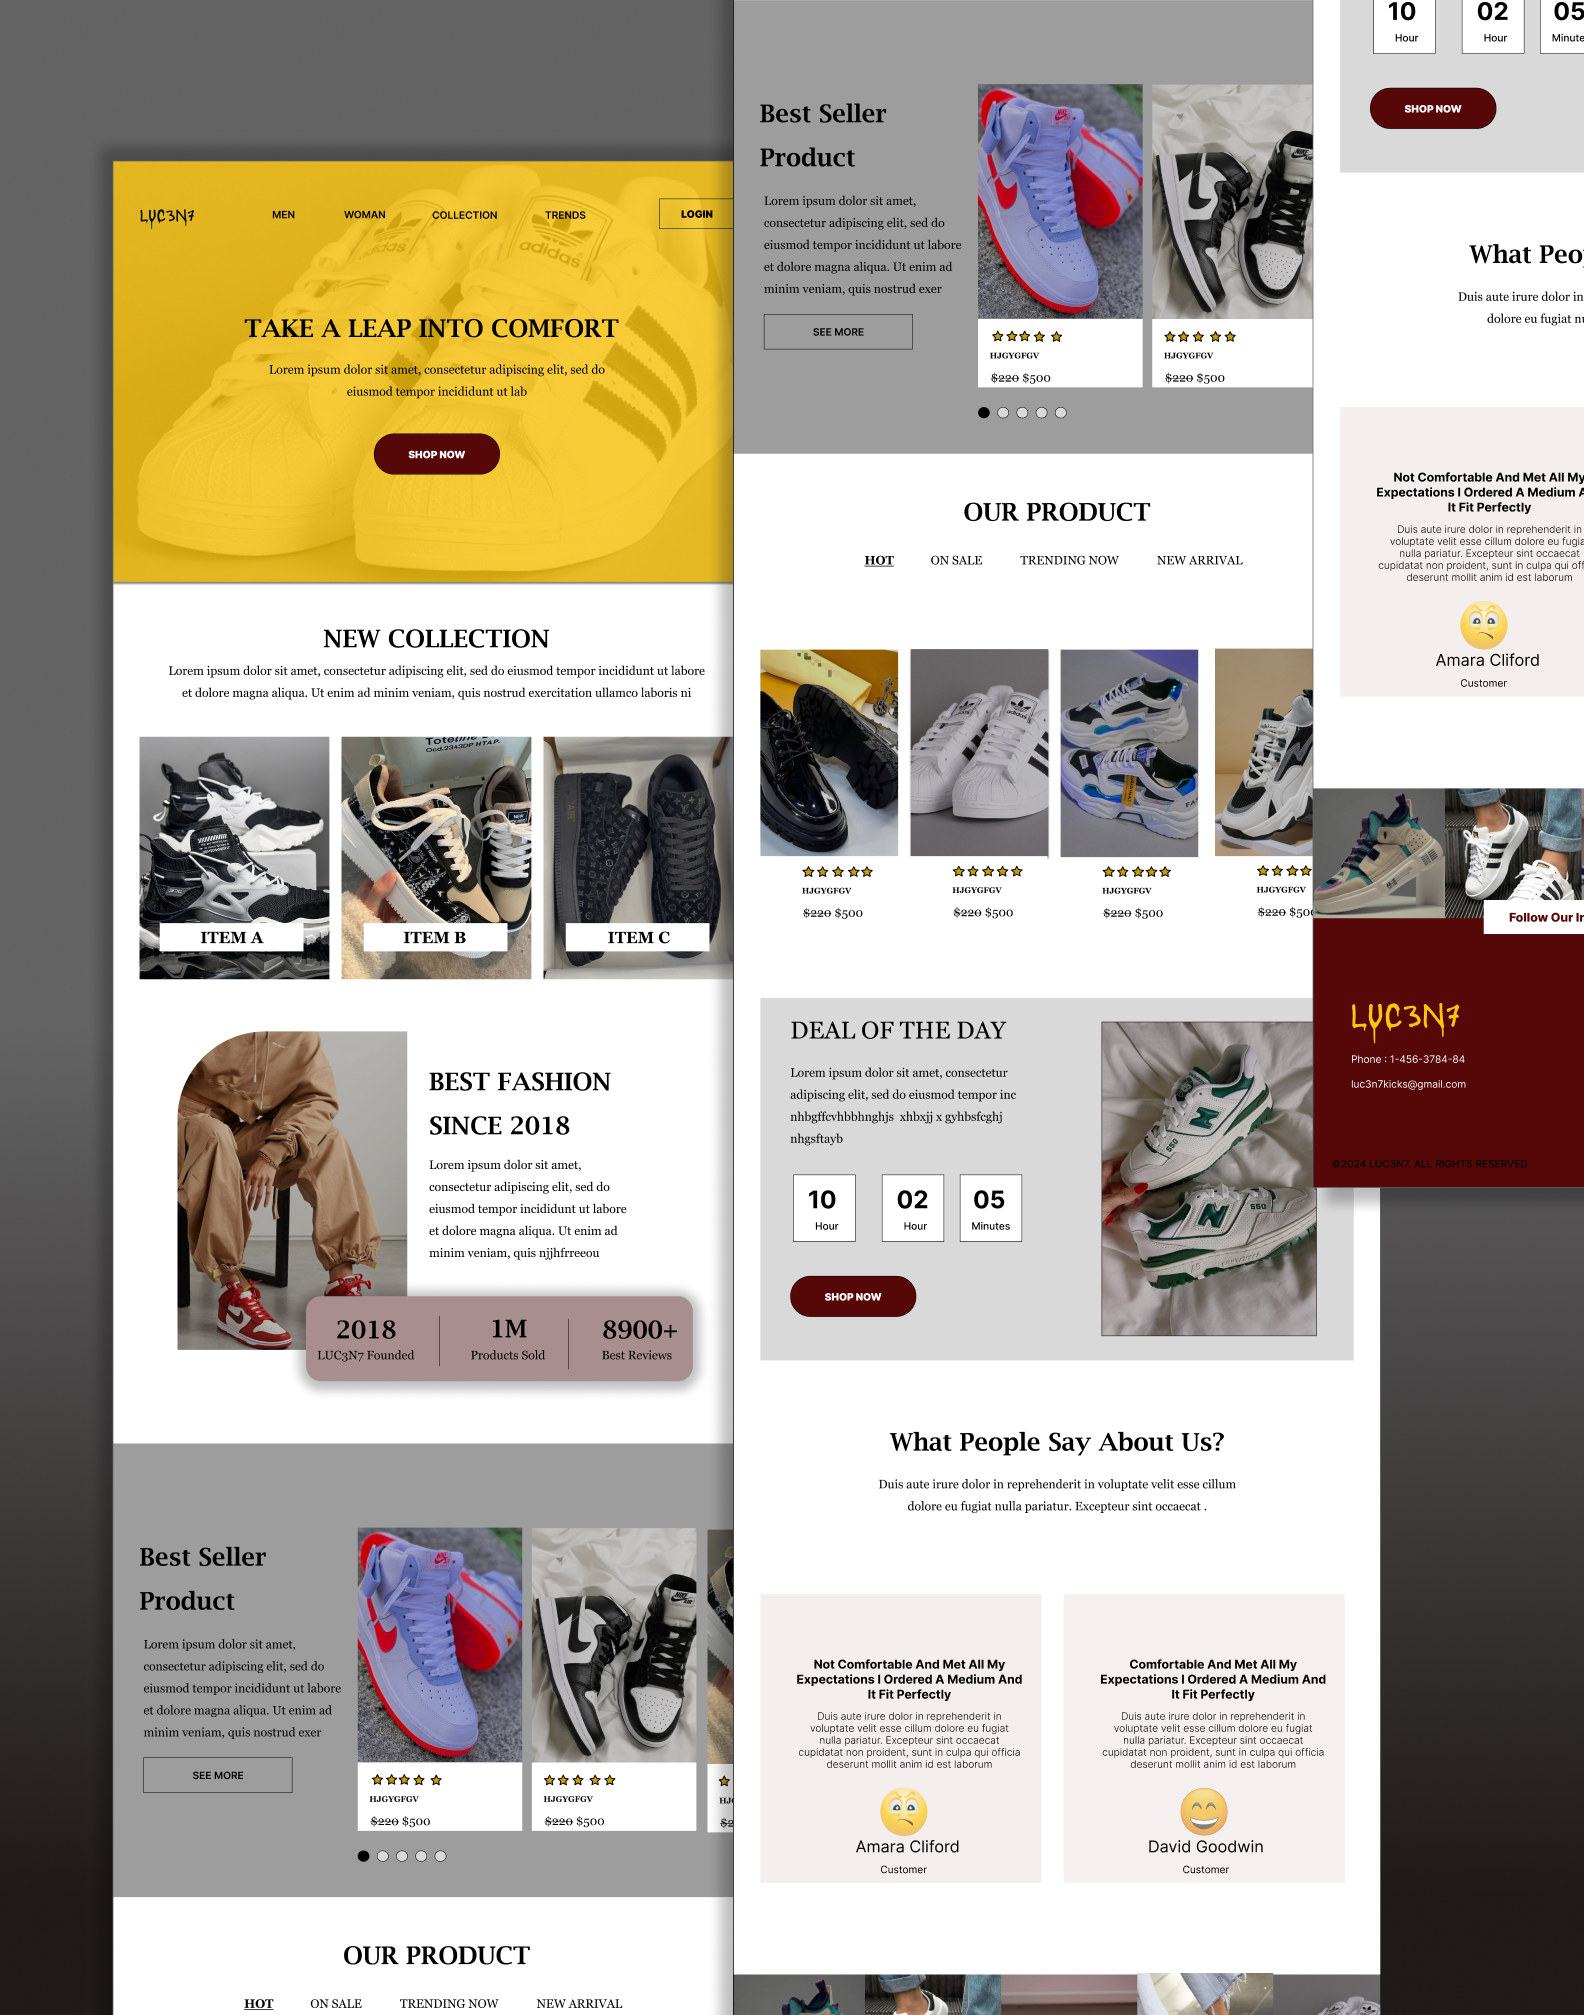 LUC3N7
MEN
WOMAN
COLLECTION
TRENDS
LOGIN
adidas
adidas
TAKE A LEAP INTO COMFORT
Lorem ipsum dolor sit amet, consectetur adipiscing elit, sed do
eiusmod tempor incididunt ut lab
SHOP NOW
NEW COLLECTION
Lorem ipsum dolor sit amet, consectetur adipiscing elit, sed do eiusmod tempor incididunt ut labore
et dolore magna aliqua. Ut enim ad minim veniam, quis nostrud exercitation ullamco laboris ni
ITEM A
ITEM B
ITEM C
BEST FASHION
SINCE 2018
Lorem ipsum dolor sit amet,
consectetur adipiscing elit, sed do
eiusmod tempor incididunt ut labore
et dolore magna aliqua. Ut enim ad
minim veniam, quis njjhfrreeou
2018
LUC3N7 Founded
1M
Products Sold
8900+
Best Reviews
Best Seller
Product
Lorem ipsum dolor sit amet,
consectetur adipiscing elit, sed do
eiusmod tempor incididunt ut labore
et dolore magna aliqua. Ut enim ad
minim veniam, quis nostrud exer
SEE MORE
HJGYGFGV
$220 $500
HJGYGFGV
$220 $500
HJ
$2
OUR PRODUCT
HOT
ON SALE
TRENDING NOW
NEW ARRIVAL
Best Seller
Product
Lorem ipsum dolor sit amet,
consectetur adipiscing elit, sed do
eiusmod tempor incididunt ut labore
et dolore magna aliqua. Ut enim ad
minim veniam, quis nostrud exer
SEE MORE
HJGYGFGV
$220 $500
HJGYGFGV
$220 $500
OUR PRODUCT
HOT
ON SALE
TRENDING NOW
NEW ARRIVAL
adidas
adidas
HJGYGFGV
$220 $500
HJGYGFGV
$220 $500
HJGYGFGV
$220 $500
HJGYGFGV
$220 $500
DEAL OF THE DAY
Lorem ipsum dolor sit amet, consectetur
adipiscing elit, sed do eiusmod tempor inc
nhbgffcvhbbhnghjs xhbxjj x gyhbsfcghj
nhgsftayb
10
Hour
02
Hour
05
Minutes
SHOP NOW
550
550
What People Say About Us?
Duis aute irure dolor in reprehenderit in voluptate velit esse cillum
dolore eu fugiat nulla pariatur. Excepteur sint occaecat .
Not Comfortable And Met All My
Expectations I Ordered A Medium And
It Fit Perfectly
Duis aute irure dolor in reprehenderit in
voluptate velit esse cillum dolore eu fugiat
nulla pariatur. Excepteur sint occaecat
cupidatat non proident, sunt in culpa qui officia
deserunt mollit anim id est laborum
Amara Cliford
Customer
Comfortable And Met All My
Expectations I Ordered A Medium And
It Fit Perfectly
Duis aute irure dolor in reprehenderit in
voluptate velit esse cillum dolore eu fugiat
nulla pariatur. Excepteur sint occaecat
cupidatat non proident, sunt in culpa qui officia
deserunt mollit anim id est laborum
David Goodwin
Customer
10
Hour
02
Hour
05
Minute
SHOP NOW
What Peo
Duis aute irure dolor in
dolore eu fugiat nu
Not Comfortable And Met All My
Expectations I Ordered A Medium A
It Fit Perfectly
Duis aute irure dolor in reprehenderit in
voluptate velit esse cillum dolore eu fugia
nulla pariatur. Excepteur sint occaecat
cupidatat non proident, sunt in culpa qui off
deserunt mollit anim id est laborum
Amara Cliford
Customer
Follow Our In
LUC3N7
Phone : 1-456-3784-84
luc3n7kicks@gmail.com
©2024 LUC3N7. ALL RIGHTS RESERVED